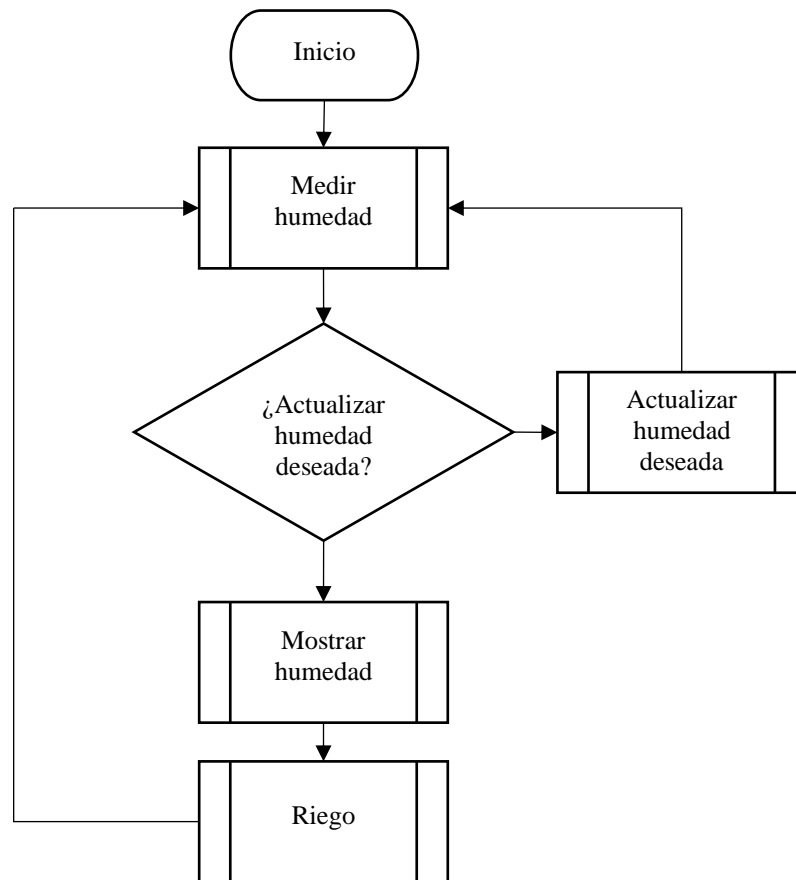 Inicio
Medir
humedad
¿Actualizar
humedad
deseada?
Actualizar
humedad
deseada
Mostrar
humedad
Riego